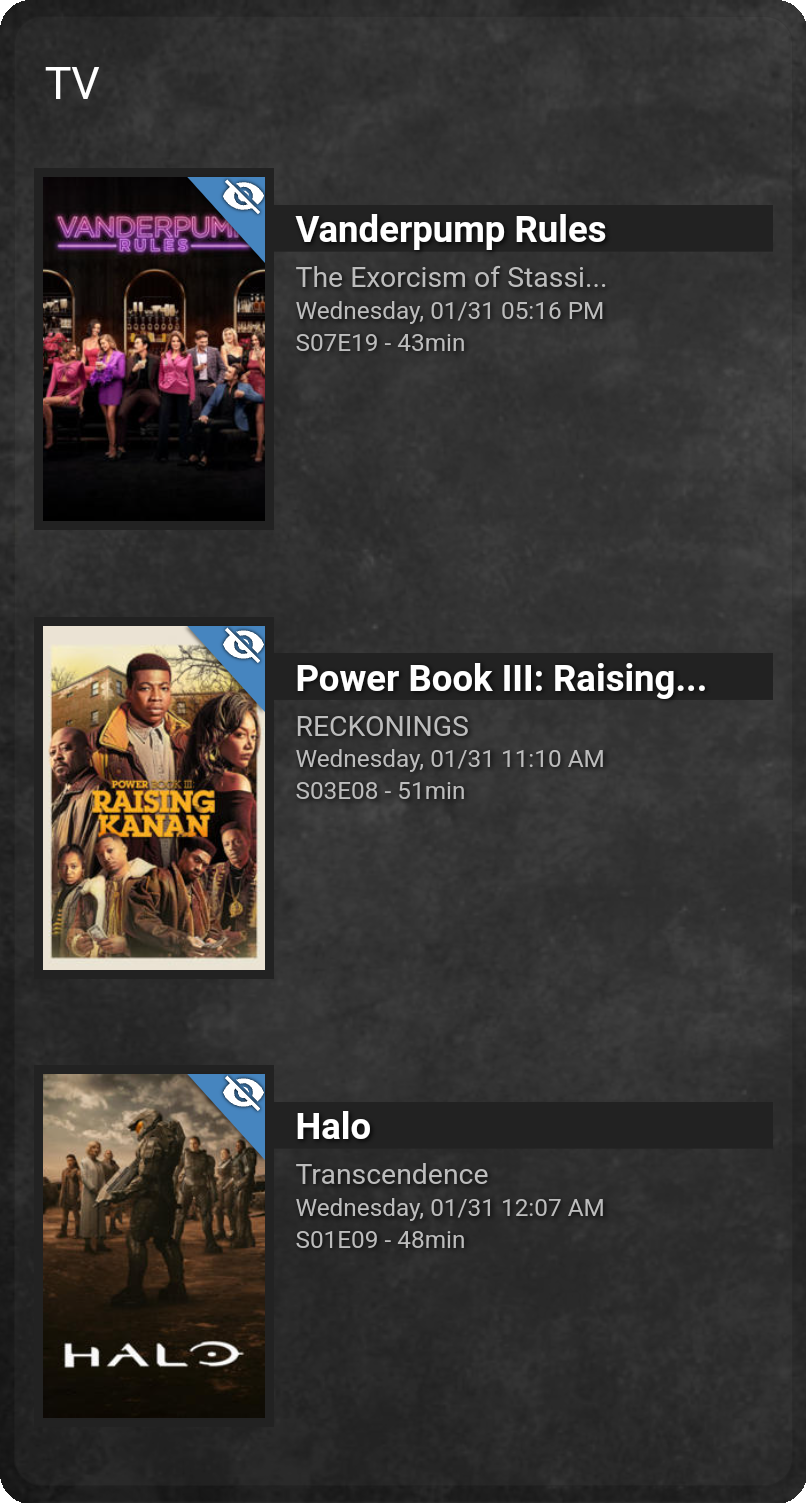 TV
VANDERPUMP
RULES
Vanderpump Rules
The Exorcism of Stassi...
Wednesday, 01/31 05:16 PM
S07E19 - 43min
POWER BOOK III:
RAISING
KANAN
Power Book III: Raising...
RECKONINGS
Wednesday, 01/31 11:10 AM
S03E08 - 51min
HALO
Halo
Transcendence
Wednesday, 01/31 12:07 AM
S01E09 - 48min